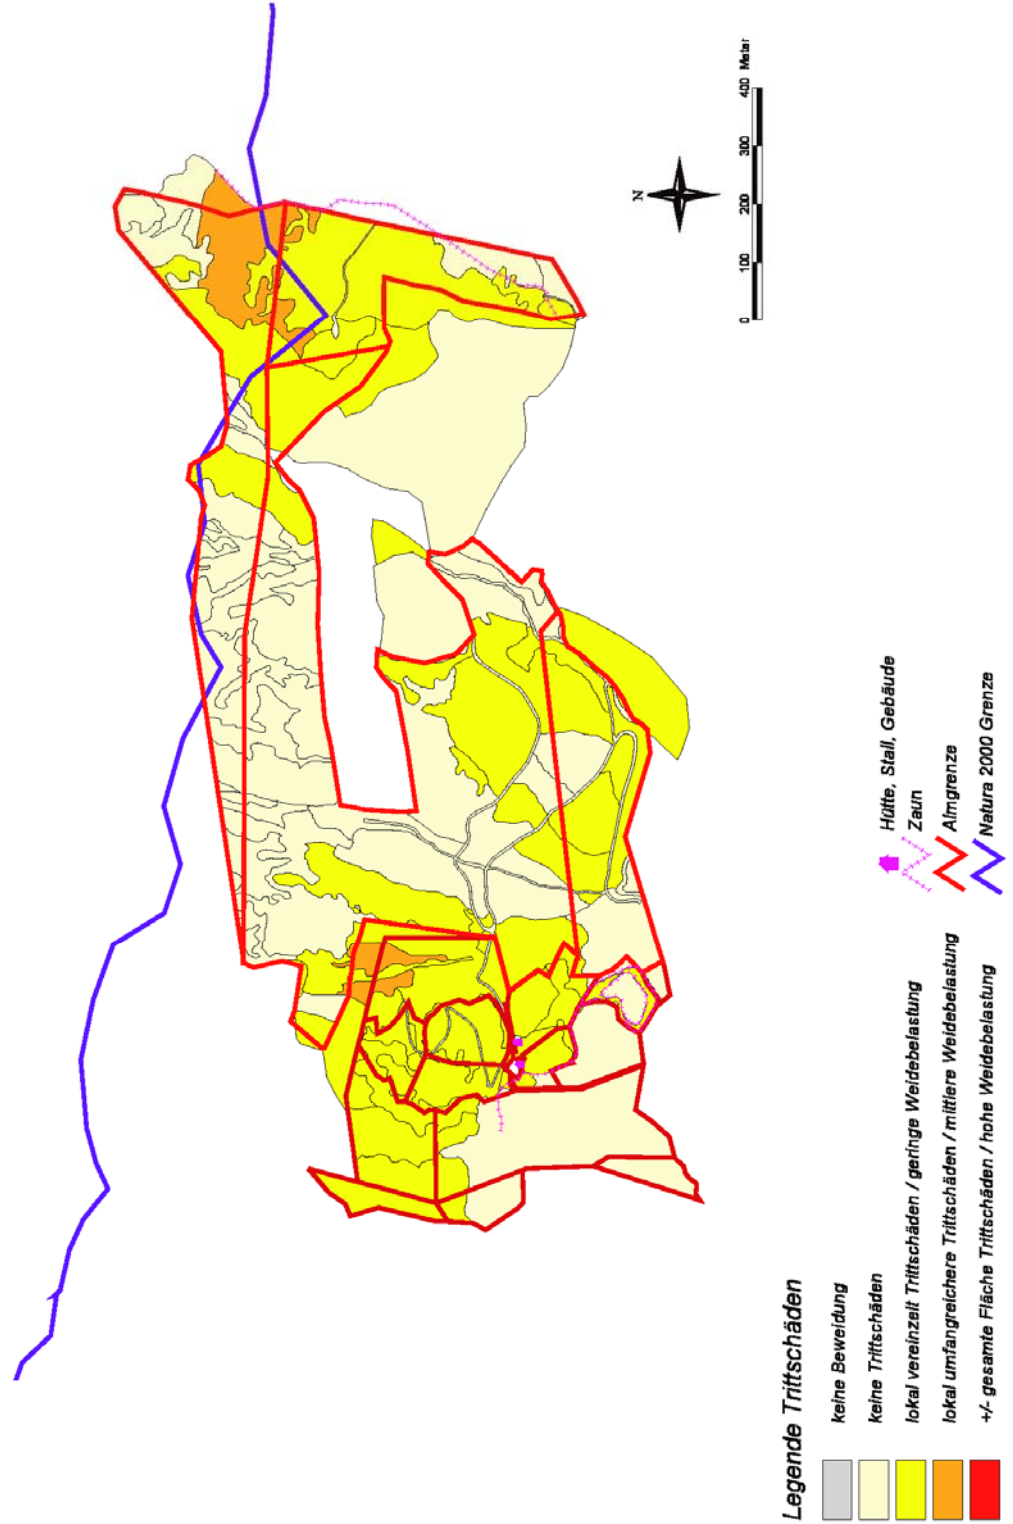 N
0 100 200 300 400 Meter
Legende Trittschäden
keine Beweidung
keine Trittschäden
lokal vereinzelt Trittschäden / geringe Weidebelastung
lokal umfangreichere Trittschäden / mittlere Weidebelastung
+/- gesamte Fläche Trittschäden / hohe Weidebelastung
Hütte, Stall, Gebäude
Zaun
Almgrenze
Natura 2000 Grenze